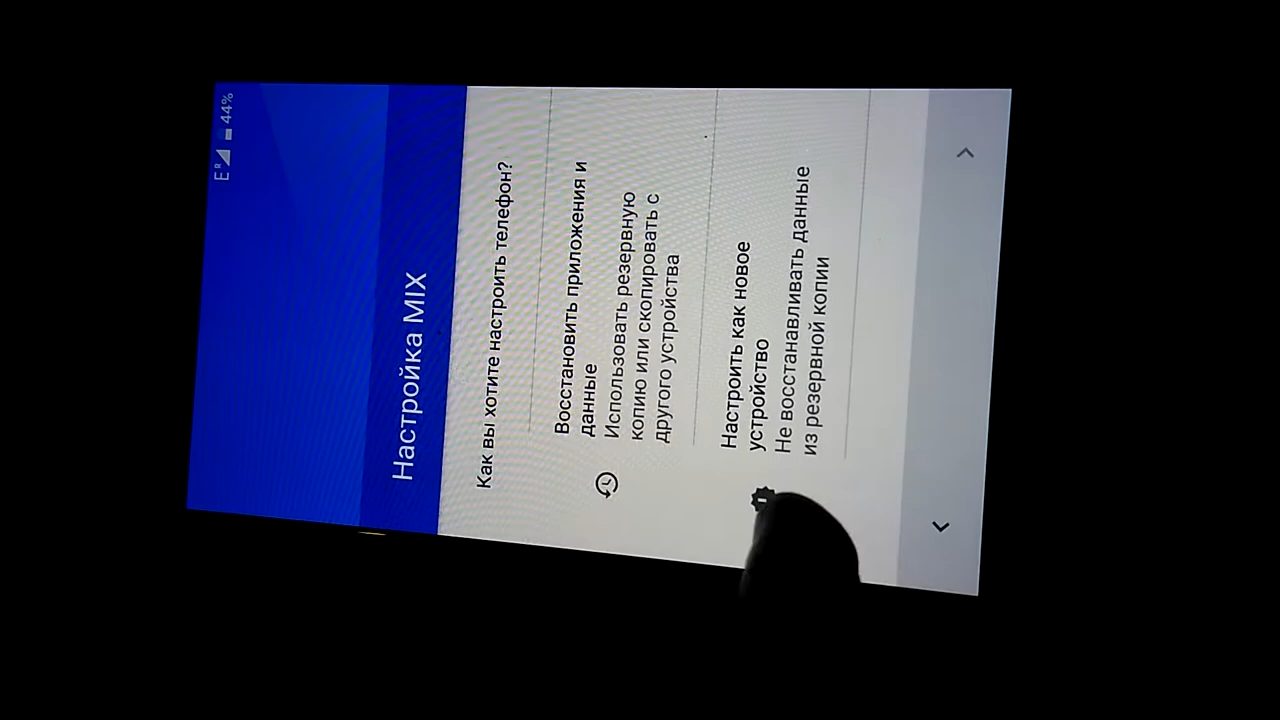 E R 44%
Настройка MIX
Как вы хотите настроить телефон?
Восстановить приложения и
данные
Использовать резервную
копию или скопировать с
другого устройства
Настроить как новое
устройство
Не восстанавливать данные
из резервной копии